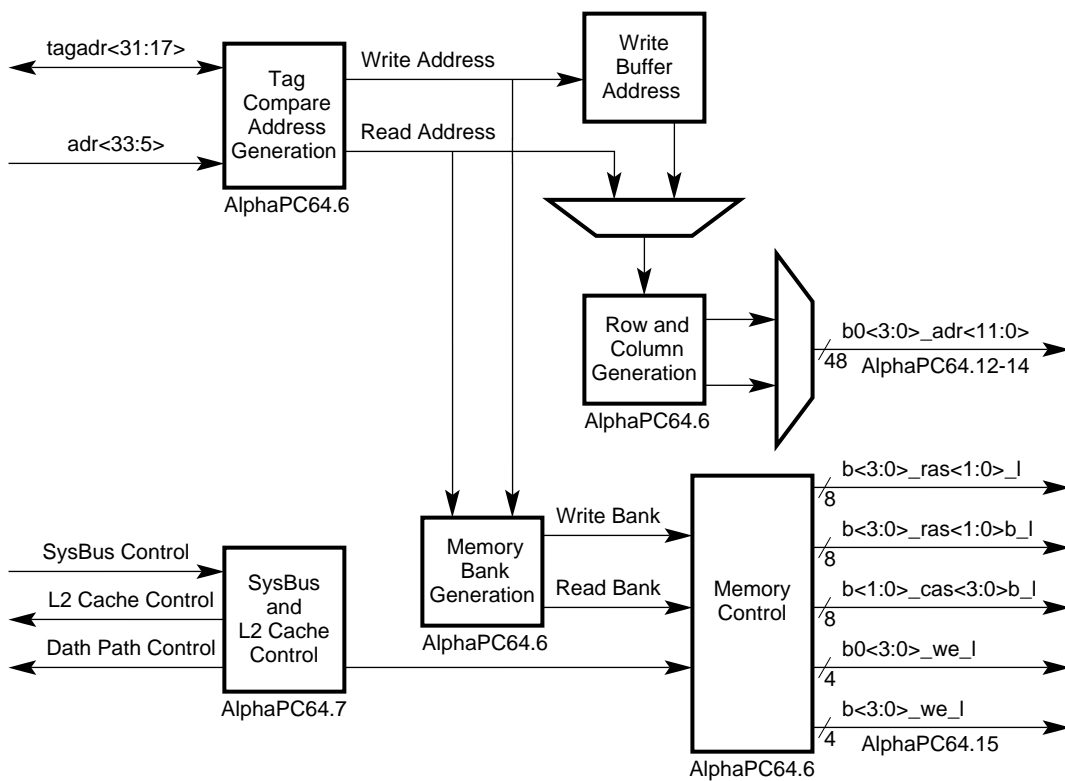 tagadr<31:17>
adr<33:5>
Tag
Compare
Address
Generation
AlphaPC64.6
Write Address
Read Address
Write
Buffer
Address
Row and
Column
Generation
AlphaPC64.6
b0<3:0>_adr<11:0>
48
AlphaPC64.12-14
SysBus Control
L2 Cache Control
Dath Path Control
SysBus
and
L2 Cache
Control
AlphaPC64.7
Memory
Bank
Generation
AlphaPC64.6
Write Bank
Read Bank
Memory
Control
AlphaPC64.6
b<3:0>_ras<1:0>_l
8
b<3:0>_ras<1:0>b_l
8
b<1:0>_cas<3:0>b_l
8
b0<3:0>_we_l
4
b<3:0>_we_l
4
AlphaPC64.15